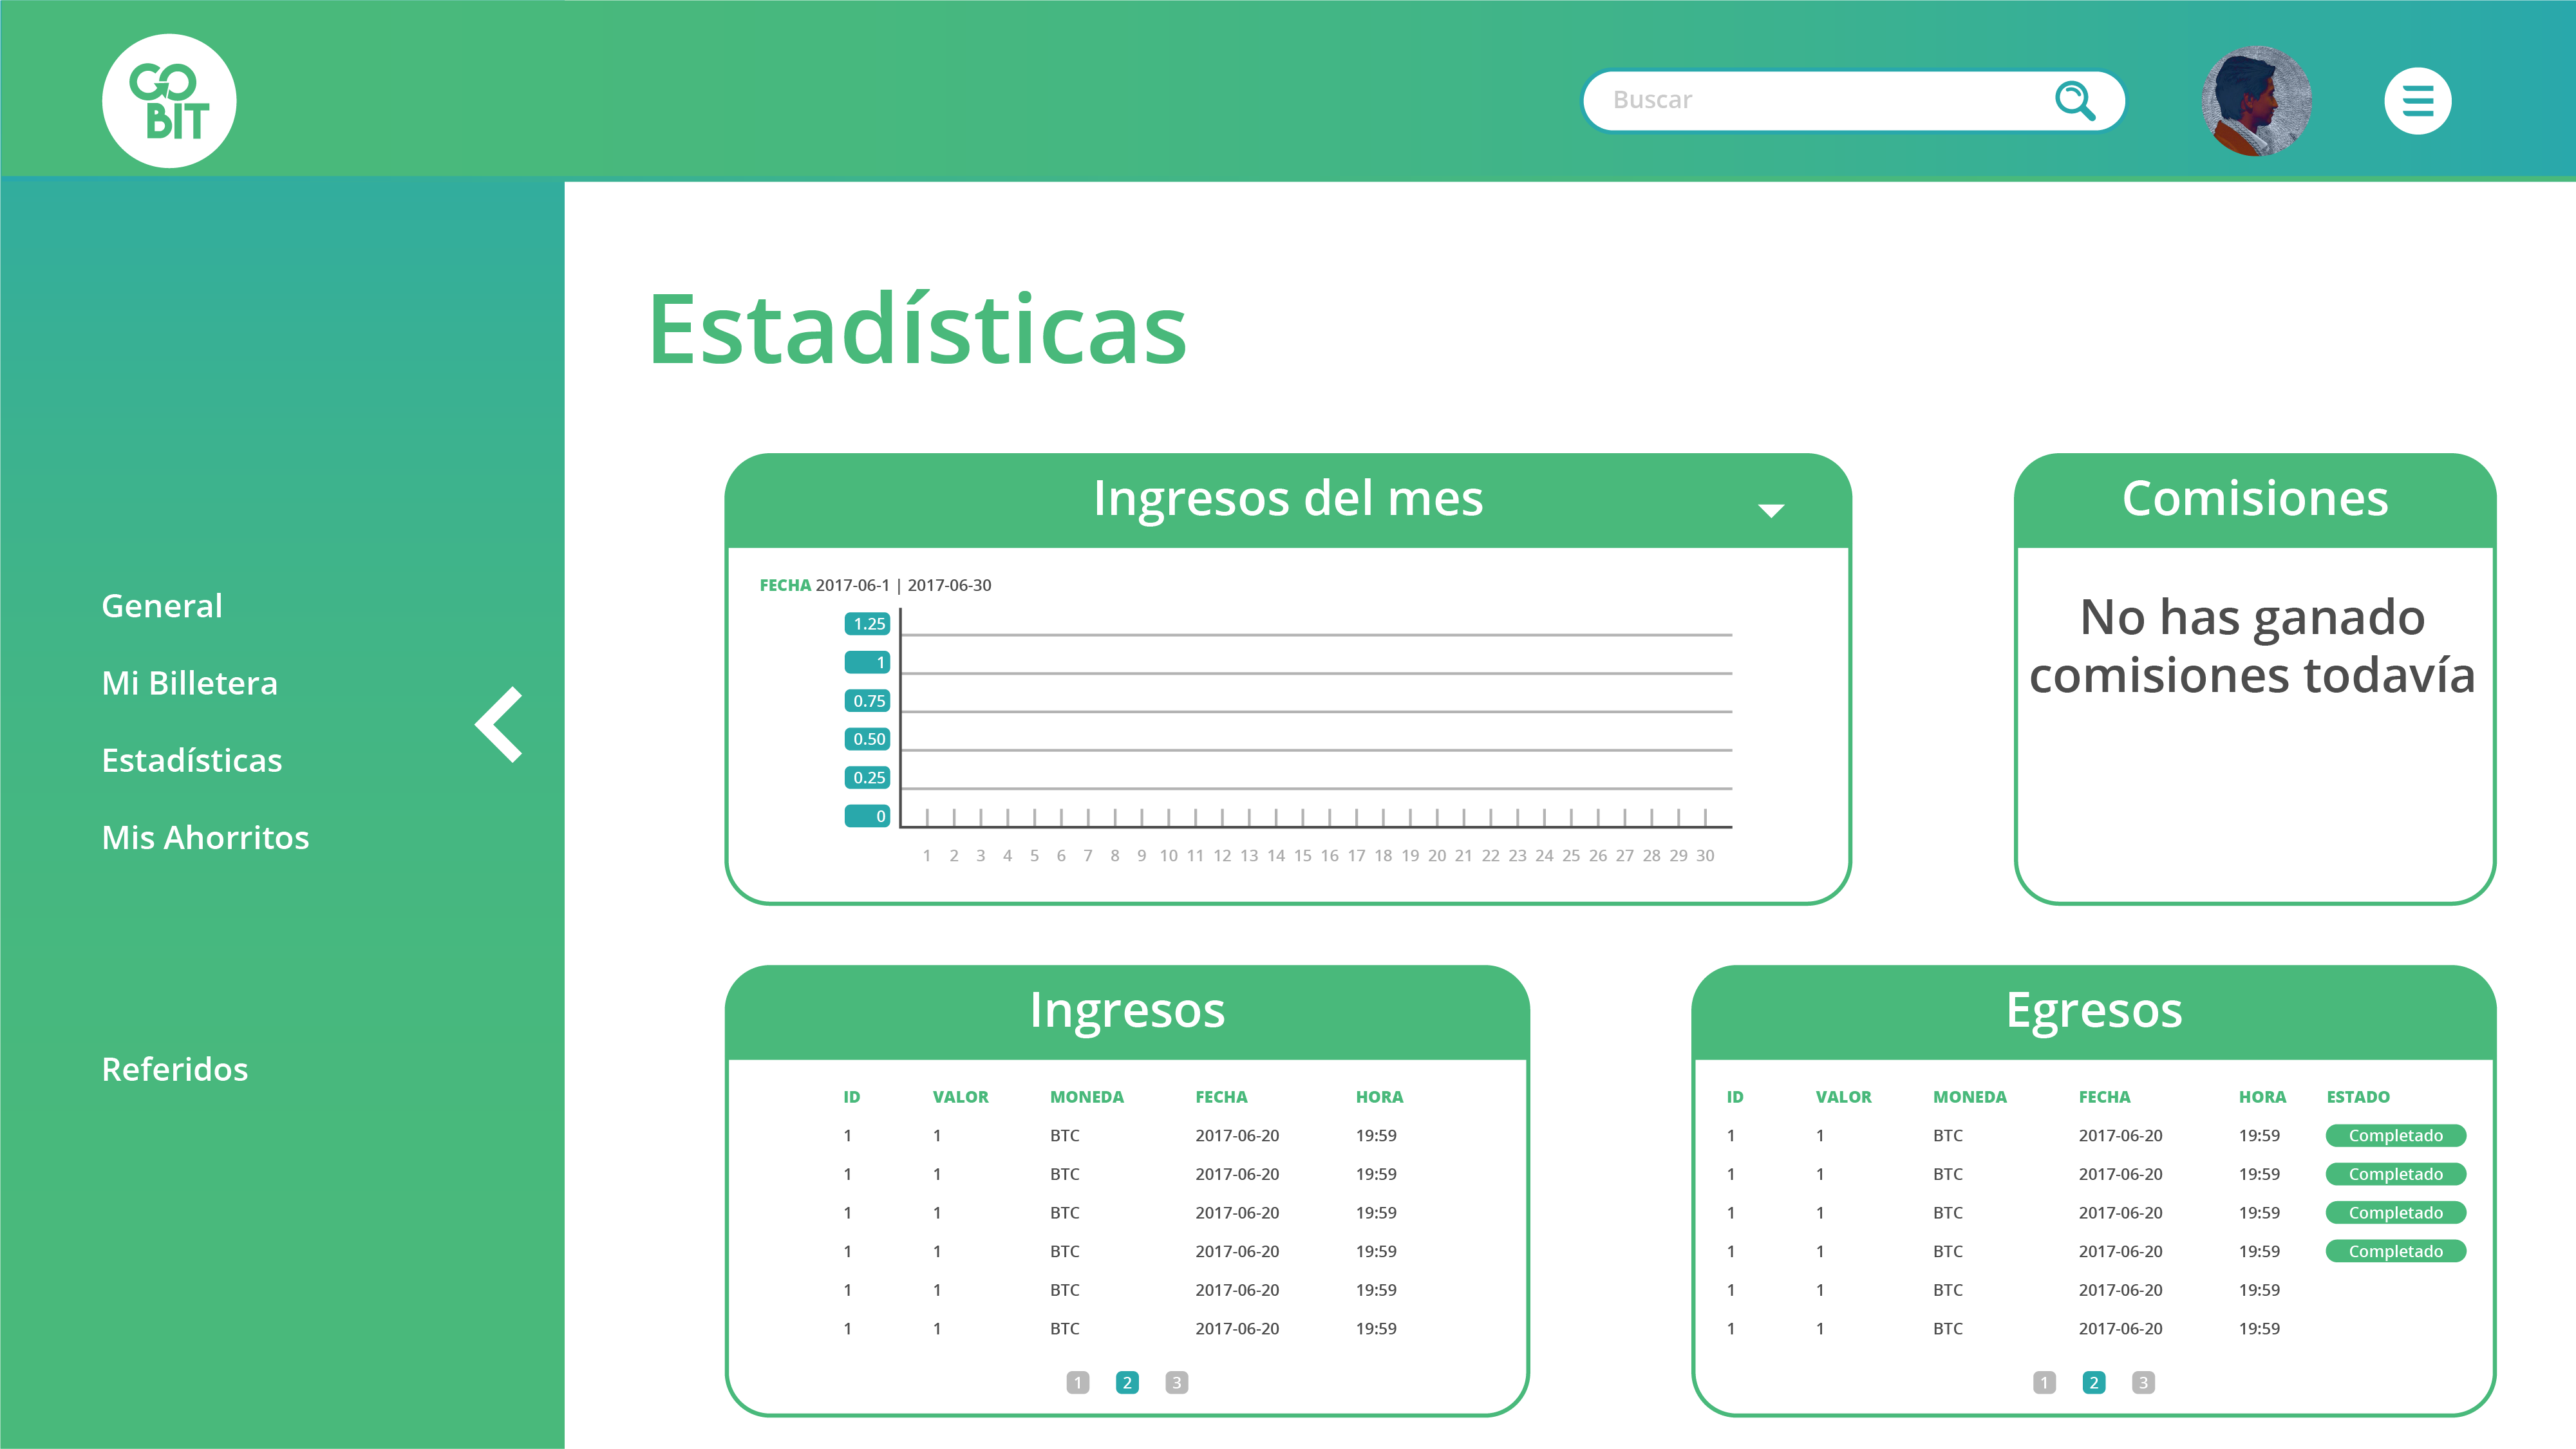 GO
BIT
Buscar
General
Mi Billetera
Estadísticas
Mis Ahorritos
Referidos
Estadísticas
Ingresos del mes
FECHA 2017-06-1 | 2017-06-30
1.25
1
0.75
0.50
0.25
0
1 2 3 4 5 6 7 8 9 10 11 12 13 14 15 16 17 18 19 20 21 22 23 24 25 26 27 28 29 30
Comisiones
No has ganado
comisiones todavía
Ingresos
ID VALOR MONEDA FECHA HORA
1 1 BTC 2017-06-20 19:59
1 1 BTC 2017-06-20 19:59
1 1 BTC 2017-06-20 19:59
1 1 BTC 2017-06-20 19:59
1 1 BTC 2017-06-20 19:59
1 1 BTC 2017-06-20 19:59
1 2 3
Egresos
ID VALOR MONEDA FECHA HORA ESTADO
1 1 BTC 2017-06-20 19:59 Completado
1 1 BTC 2017-06-20 19:59 Completado
1 1 BTC 2017-06-20 19:59 Completado
1 1 BTC 2017-06-20 19:59 Completado
1 1 BTC 2017-06-20 19:59
1 1 BTC 2017-06-20 19:59
1 2 3